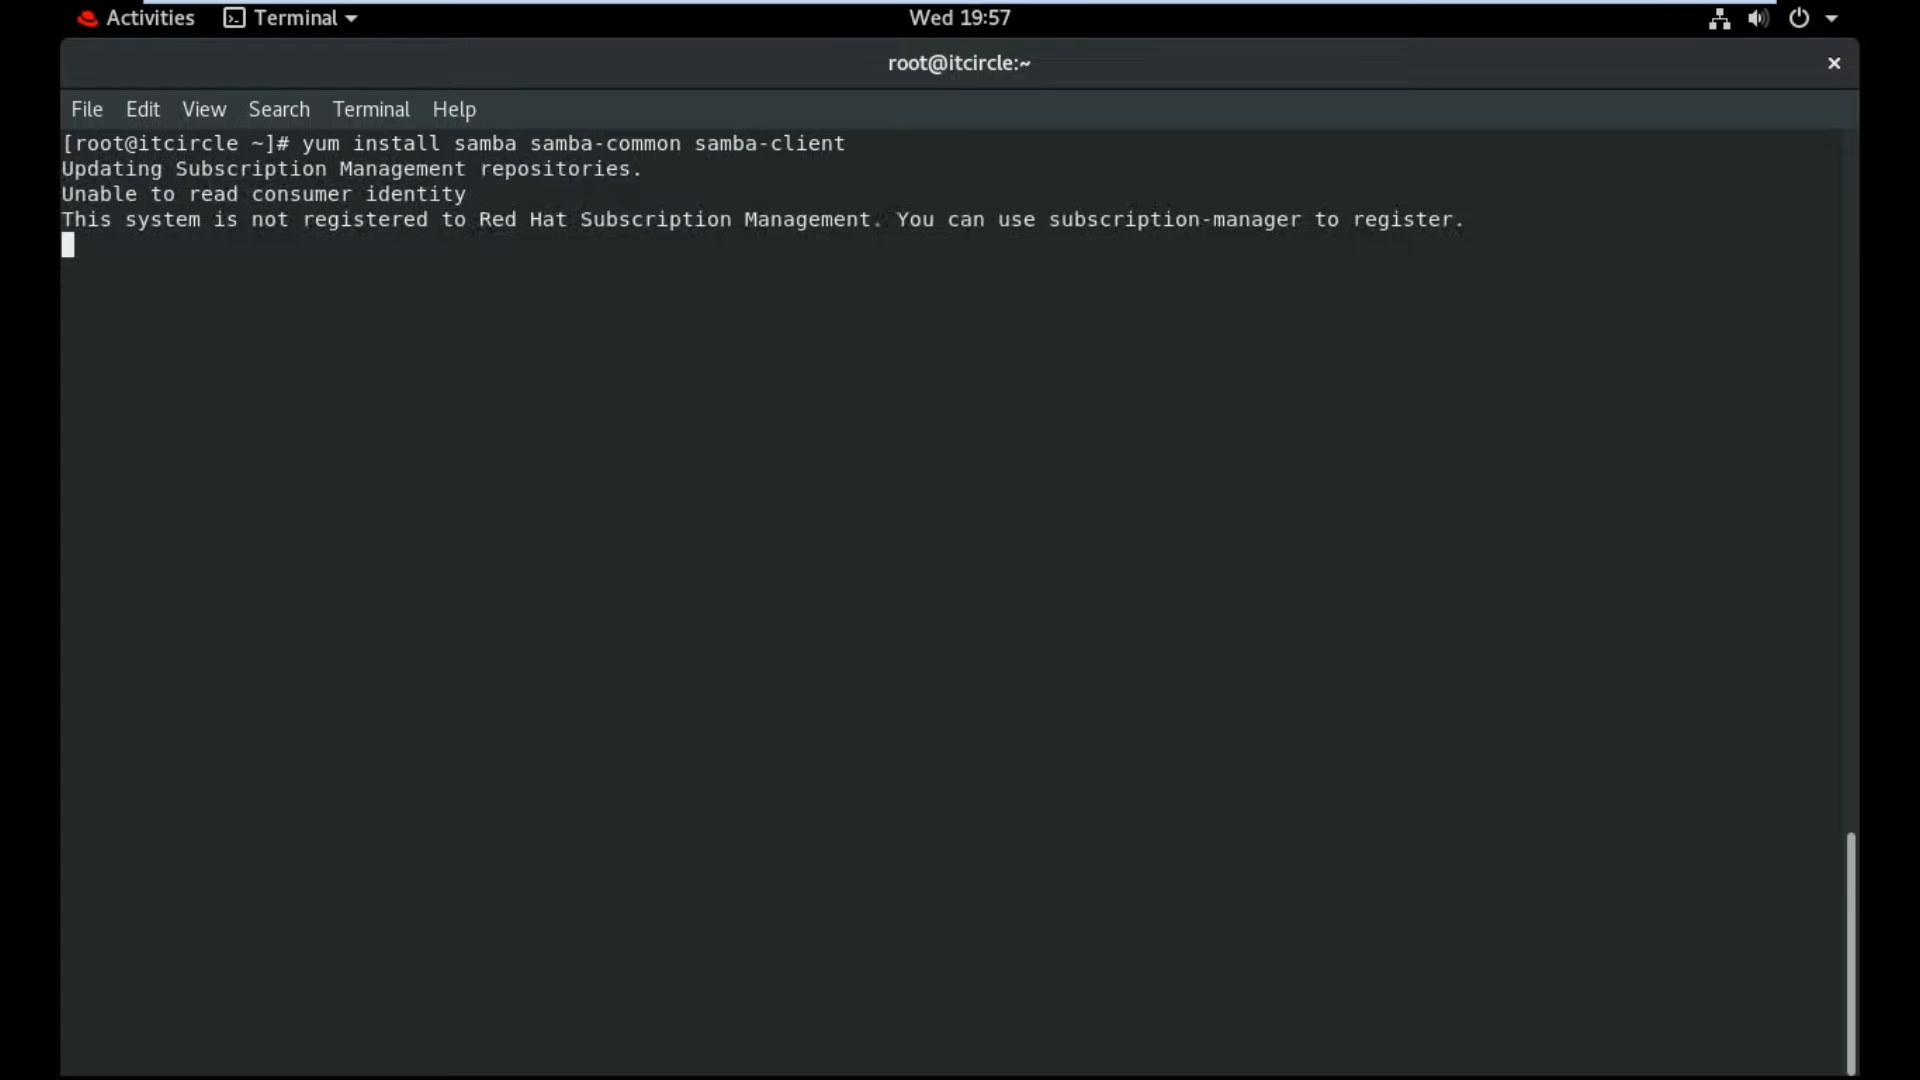 Activities Terminal Wed 19:57
root@itcircle:~
File Edit View Search Terminal Help
[root@itcircle ~]# yum install samba samba-common samba-client
Updating Subscription Management repositories.
Unable to read consumer identity
This system is not registered to Red Hat Subscription Management. You can use subscription-manager to register.